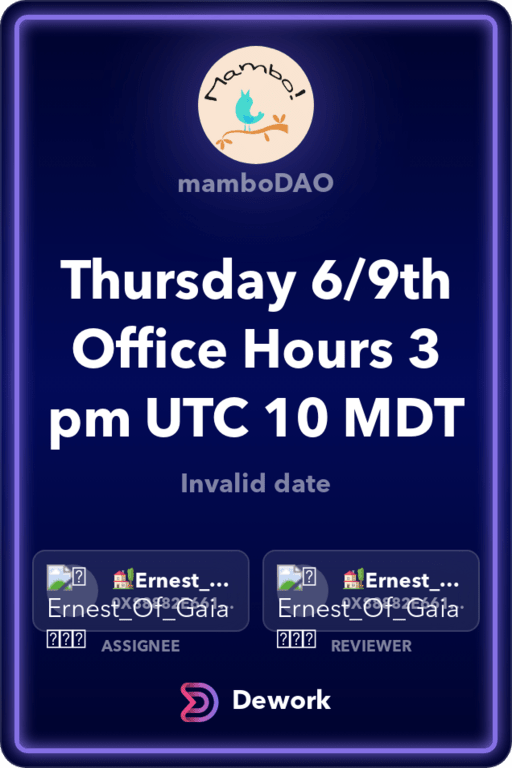 Mambo!
mamboDAO
Thursday 6/9th
Office Hours 3
pm UTC 10 MDT
Invalid date
🏡Ernest_...
Ernest_Of_Gaia
ASSIGNEE
🏡Ernest_...
Ernest_Of_Gaia
REVIEWER
Dework